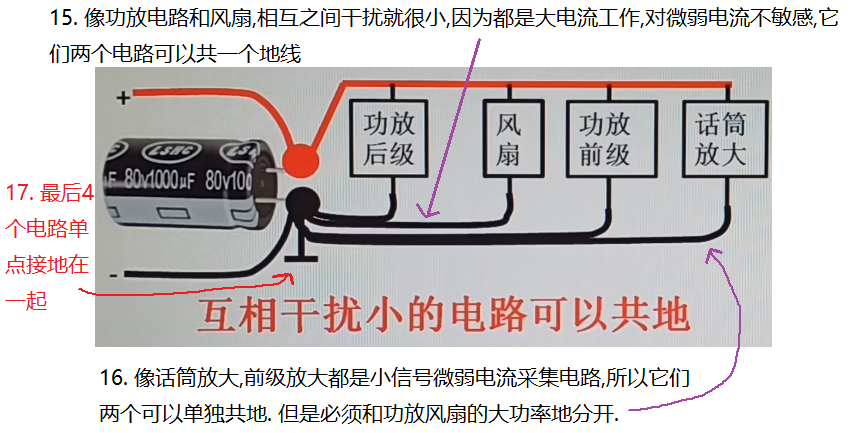 15. 像功放电路和风扇,相互之间干扰就很小,因为都是大电流工作,对微弱电流不敏感,它
们两个电路可以共一个地线
+
功放
后级
风
扇
功放
前级
话筒
放大
LSHG
80v1000μF 80v100
17. 最后4
个电路单
点接地在
一起
-
互相干扰小的电路可以共地
16. 像话筒放大,前级放大都是小信号微弱电流采集电路,所以它们
两个可以单独共地. 但是必须和功放风扇的大功率地分开.